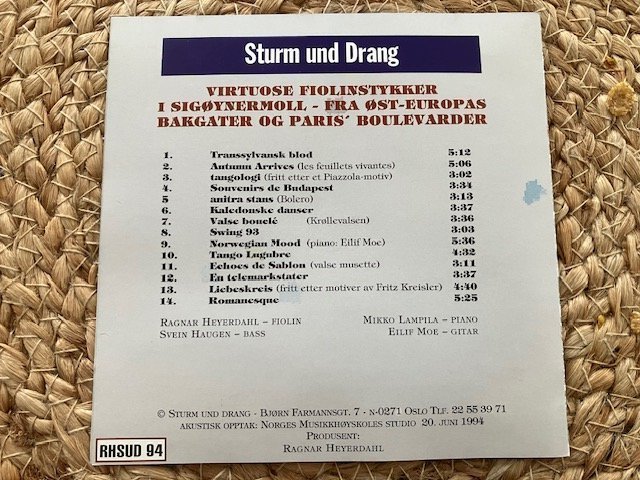 Sturm und Drang
VIRTUOSE FIOLINSTYKKER
I SIGØYNERMOLL - FRA ØST-EUROPAS
BAKGATER OG PARIS´ BOULEVARDER
1. Transsylvansk blod 5:12
2. Autumn Arrives (les feuillets vivantes) 5:06
3. tangologi (fritt etter et Piazzola-motiv) 3:02
4. Souvenirs de Budapest 3:34
5 anitra stans (Bolero) 3:13
6. Kaledonske danser 3:37
7. Valse bouclé (Krøllevalsen) 3:36
8. Swing 93 3:03
9. Norwegian Mood (piano: Eilif Moe) 5:36
10. Tango Lugubre 4:32
11. Echoes de Sablon (valse musette) 3:11
12. En telemarkstater 3:37
13. Liebeskreis (fritt etter motiver av Fritz Kreisler) 4:40
14. Romanesque 5:25
RAGNAR HEYERDAHL – FIOLIN MIKKO LAMPILA – PIANO
SVEIN HAUGEN – BASS EILIF MOE – GITAR
© STURM UND DRANG - BJØRN FARMANNSGT. 7 - N-0271 OSLO TLF. 22 55 39 71
AKUSTISK OPPTAK: NORGES MUSIKKHØYSKOLES STUDIO 20. JUNI 1994
PRODUSENT:
RAGNAR HEYERDAHL
RHSUD 94